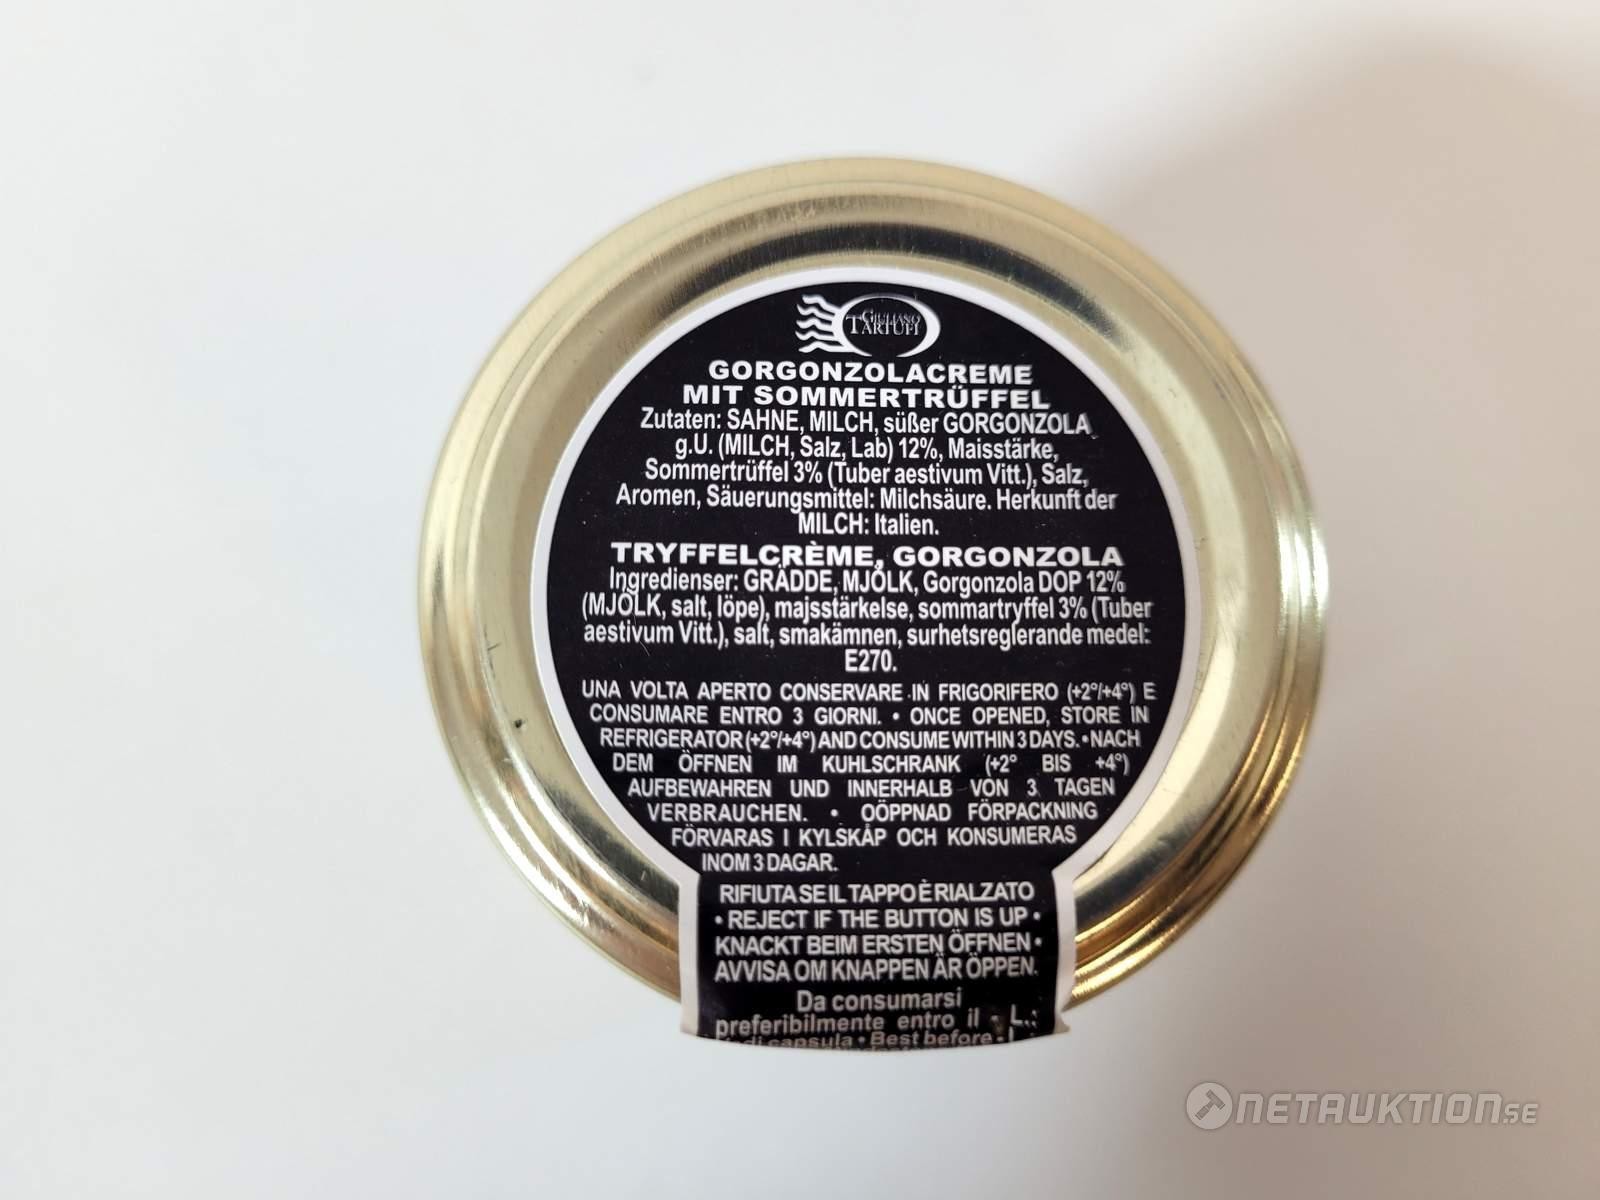 GIULIANO
TARTUFI
GORGONZOLACREME
MIT SOMMERTRÜFFEL
Zutaten: SAHNE, MILCH, süßer GORGONZOLA
g.U. (MILCH, Salz, Lab) 12%, Maisstärke,
Sommertrüffel 3% (Tuber aestivum Vitt.), Salz,
Aromen, Säuerungsmittel: Milchsäure. Herkunft der
MILCH: Italien.
TRYFFELCRÈME, GORGONZOLA
Ingredienser: GRÄDDE, MJÖLK, Gorgonzola DOP 12%
(MJÖLK, salt, löpe), majsstärkelse, sommartryffel 3% (Tuber
aestivum Vitt.), salt, smakämnen, surhetsreglerande medel:
E270.
UNA VOLTA APERTO CONSERVARE IN FRIGORIFERO (+2°/+4°) E
CONSUMARE ENTRO 3 GIORNI. • ONCE OPENED, STORE IN
REFRIGERATOR (+2°/+4°) AND CONSUME WITHIN 3 DAYS. • NACH
DEM ÖFFNEN IM KUHLSCHRANK (+2° BIS +4°)
AUFBEWAHREN UND INNERHALB VON 3 TAGEN
VERBRAUCHEN. • OÖPPNAD FÖRPACKNING
FÖRVARAS I KYLSKÅP OCH KONSUMERAS
INOM 3 DAGAR.
RIFIUTA SE IL TAPPO È RIALZATO
• REJECT IF THE BUTTON IS UP •
KNACKT BEIM ERSTEN ÖFFNEN •
AVVISA OM KNAPPEN ÄR ÖPPEN.
Da consumarsi
preferibilmente entro il - L.:
di capsula • Best before •
NETAUKTION.SE